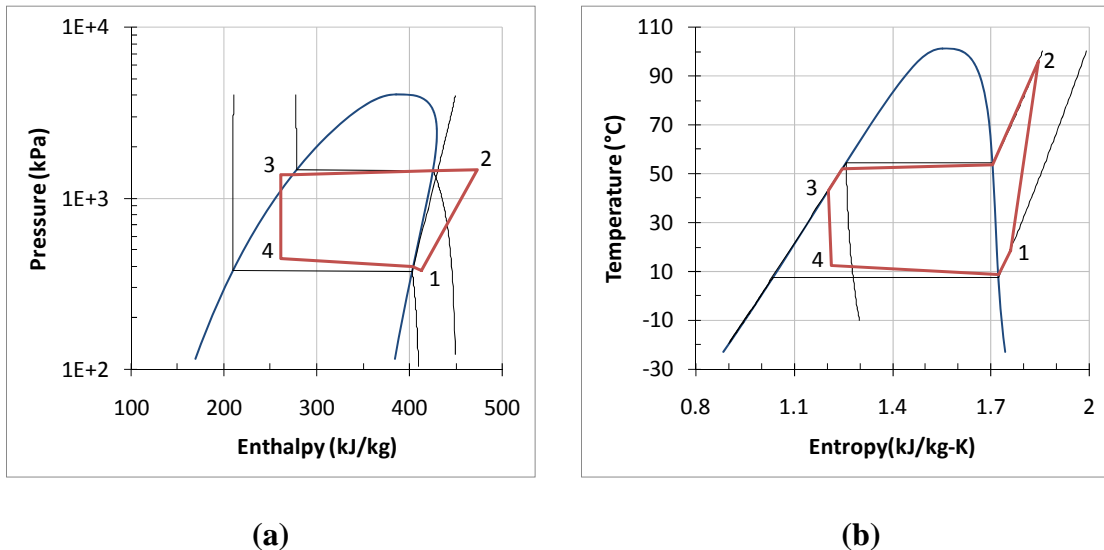 1E+4
1E+3
1E+2
100
200
300
400
500
Pressure (kPa)
Enthalpy (kJ/kg)
1
2
3
4
(a)
110
90
70
50
30
10
-10
-30
0.8
1.1
1.4
1.7
2
Temperature (°C)
Entropy(kJ/kg-K)
1
2
3
4
(b)